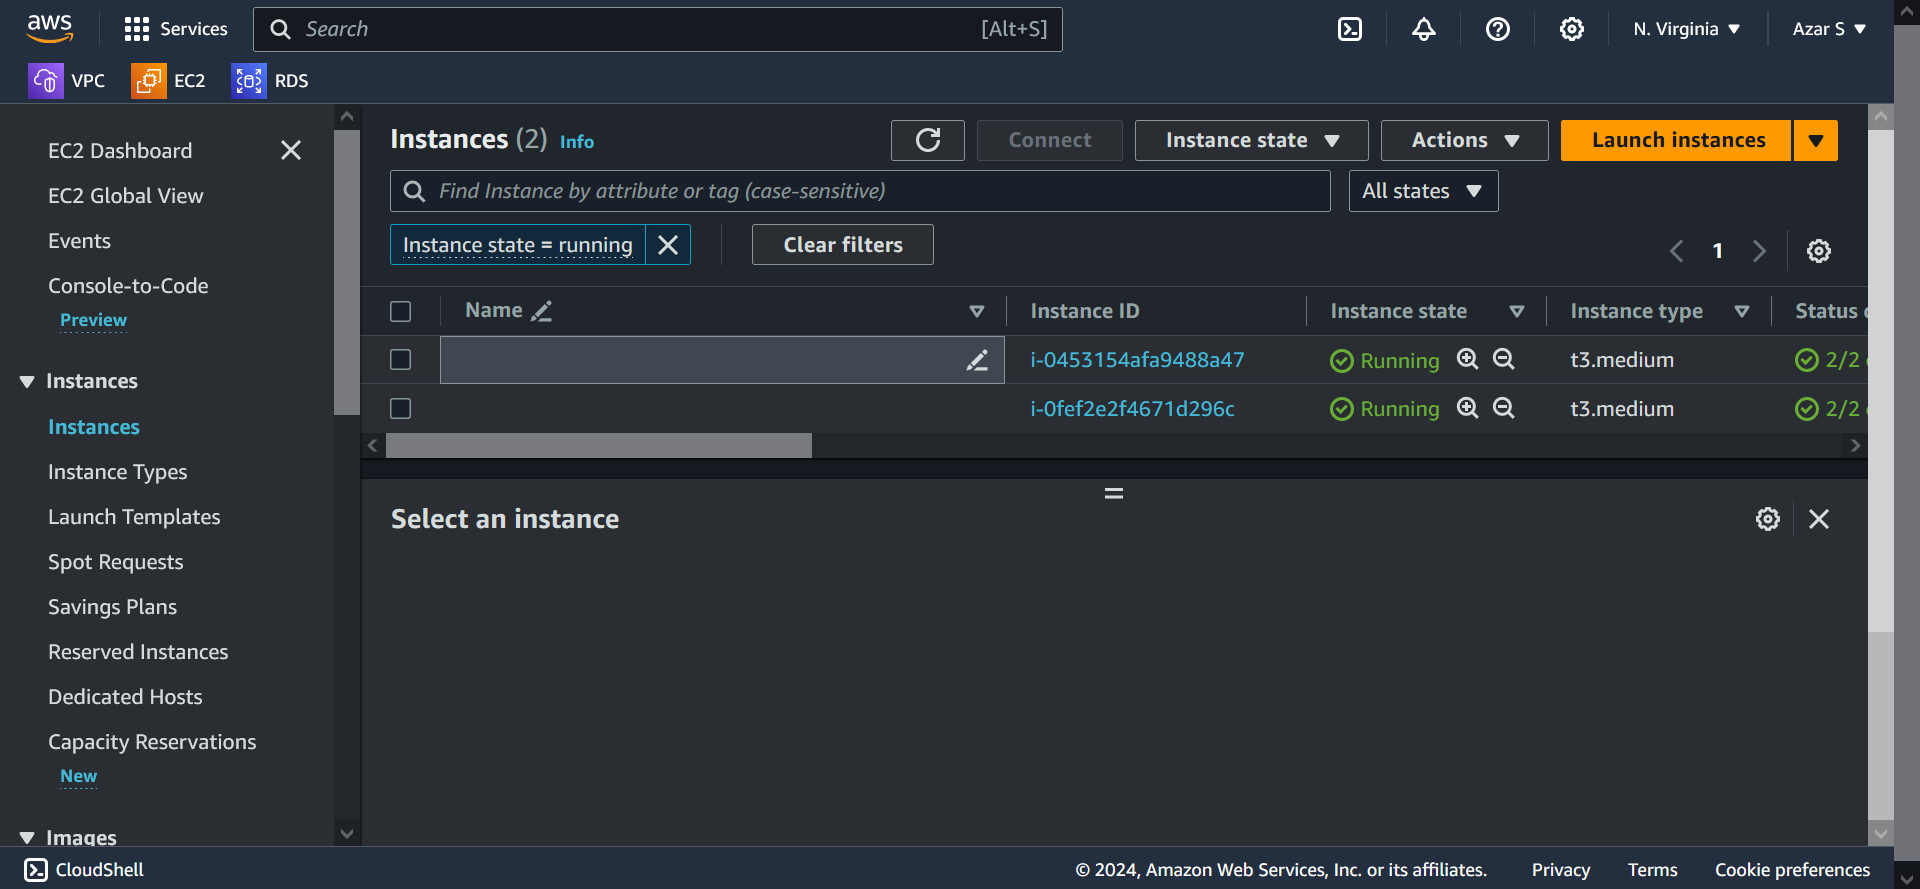 aws
Services
Search
[Alt+S]
N. Virginia
Azar S
VPC
EC2
RDS
EC2 Dashboard
EC2 Global View
Events
Console-to-Code
Preview
Instances
Instances
Instance Types
Launch Templates
Spot Requests
Savings Plans
Reserved Instances
Dedicated Hosts
Capacity Reservations
New
Images
Instances (2) Info
Connect
Instance state
Actions
Launch instances
Find Instance by attribute or tag (case-sensitive)
All states
Instance state = running
Clear filters
1
Name
Instance ID
Instance state
Instance type
Status
i-0453154afa9488a47
Running
t3.medium
2/2
i-0fef2e2f4671d296c
Running
t3.medium
2/2
Select an instance
CloudShell
© 2024, Amazon Web Services, Inc. or its affiliates.
Privacy
Terms
Cookie preferences